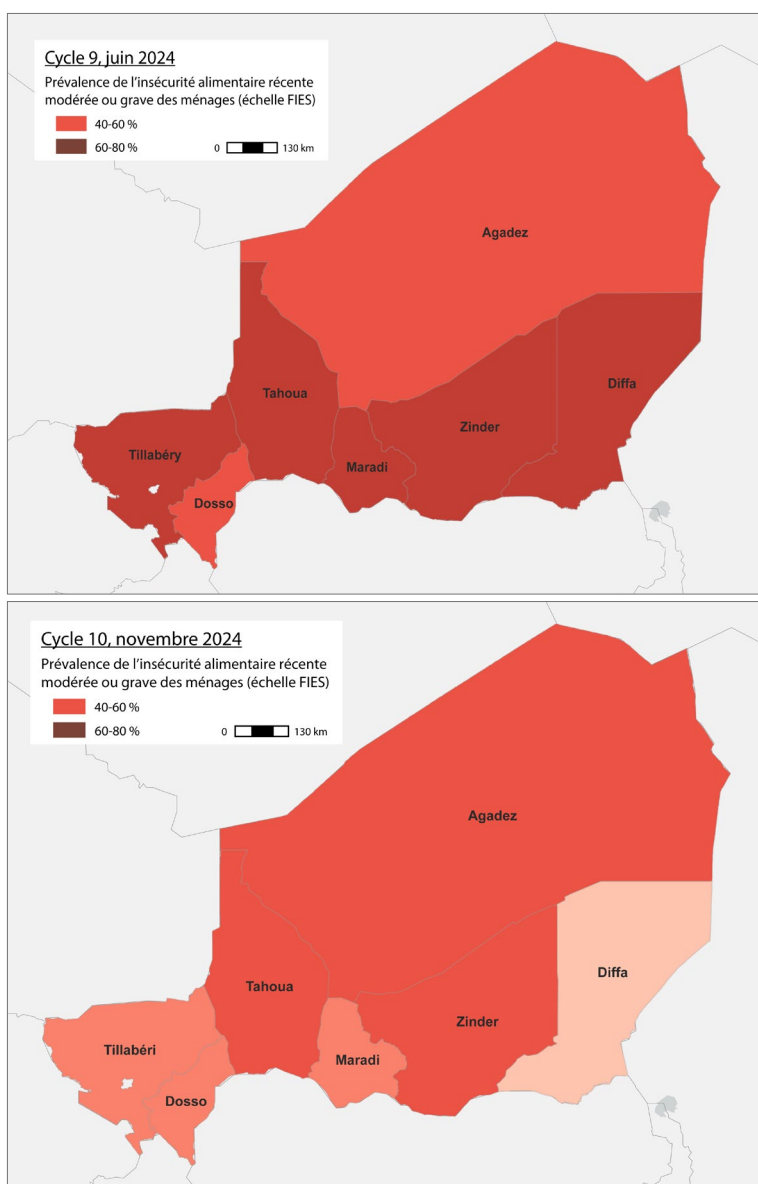 Cycle 9, juin 2024
Prévalence de l’insécurité alimentaire récente
modérée ou grave des ménages (échelle FIES)
40-60 %
60-80 %
0 130 km
Agadez
Diffa
Tahoua
Zinder
Tillabéry
Maradi
Dosso
Cycle 10, novembre 2024
Prévalence de l’insécurité alimentaire récente
modérée ou grave des ménages (échelle FIES)
40-60 %
60-80 %
0 130 km
Agadez
Diffa
Tahoua
Zinder
Tillabéri
Maradi
Dosso